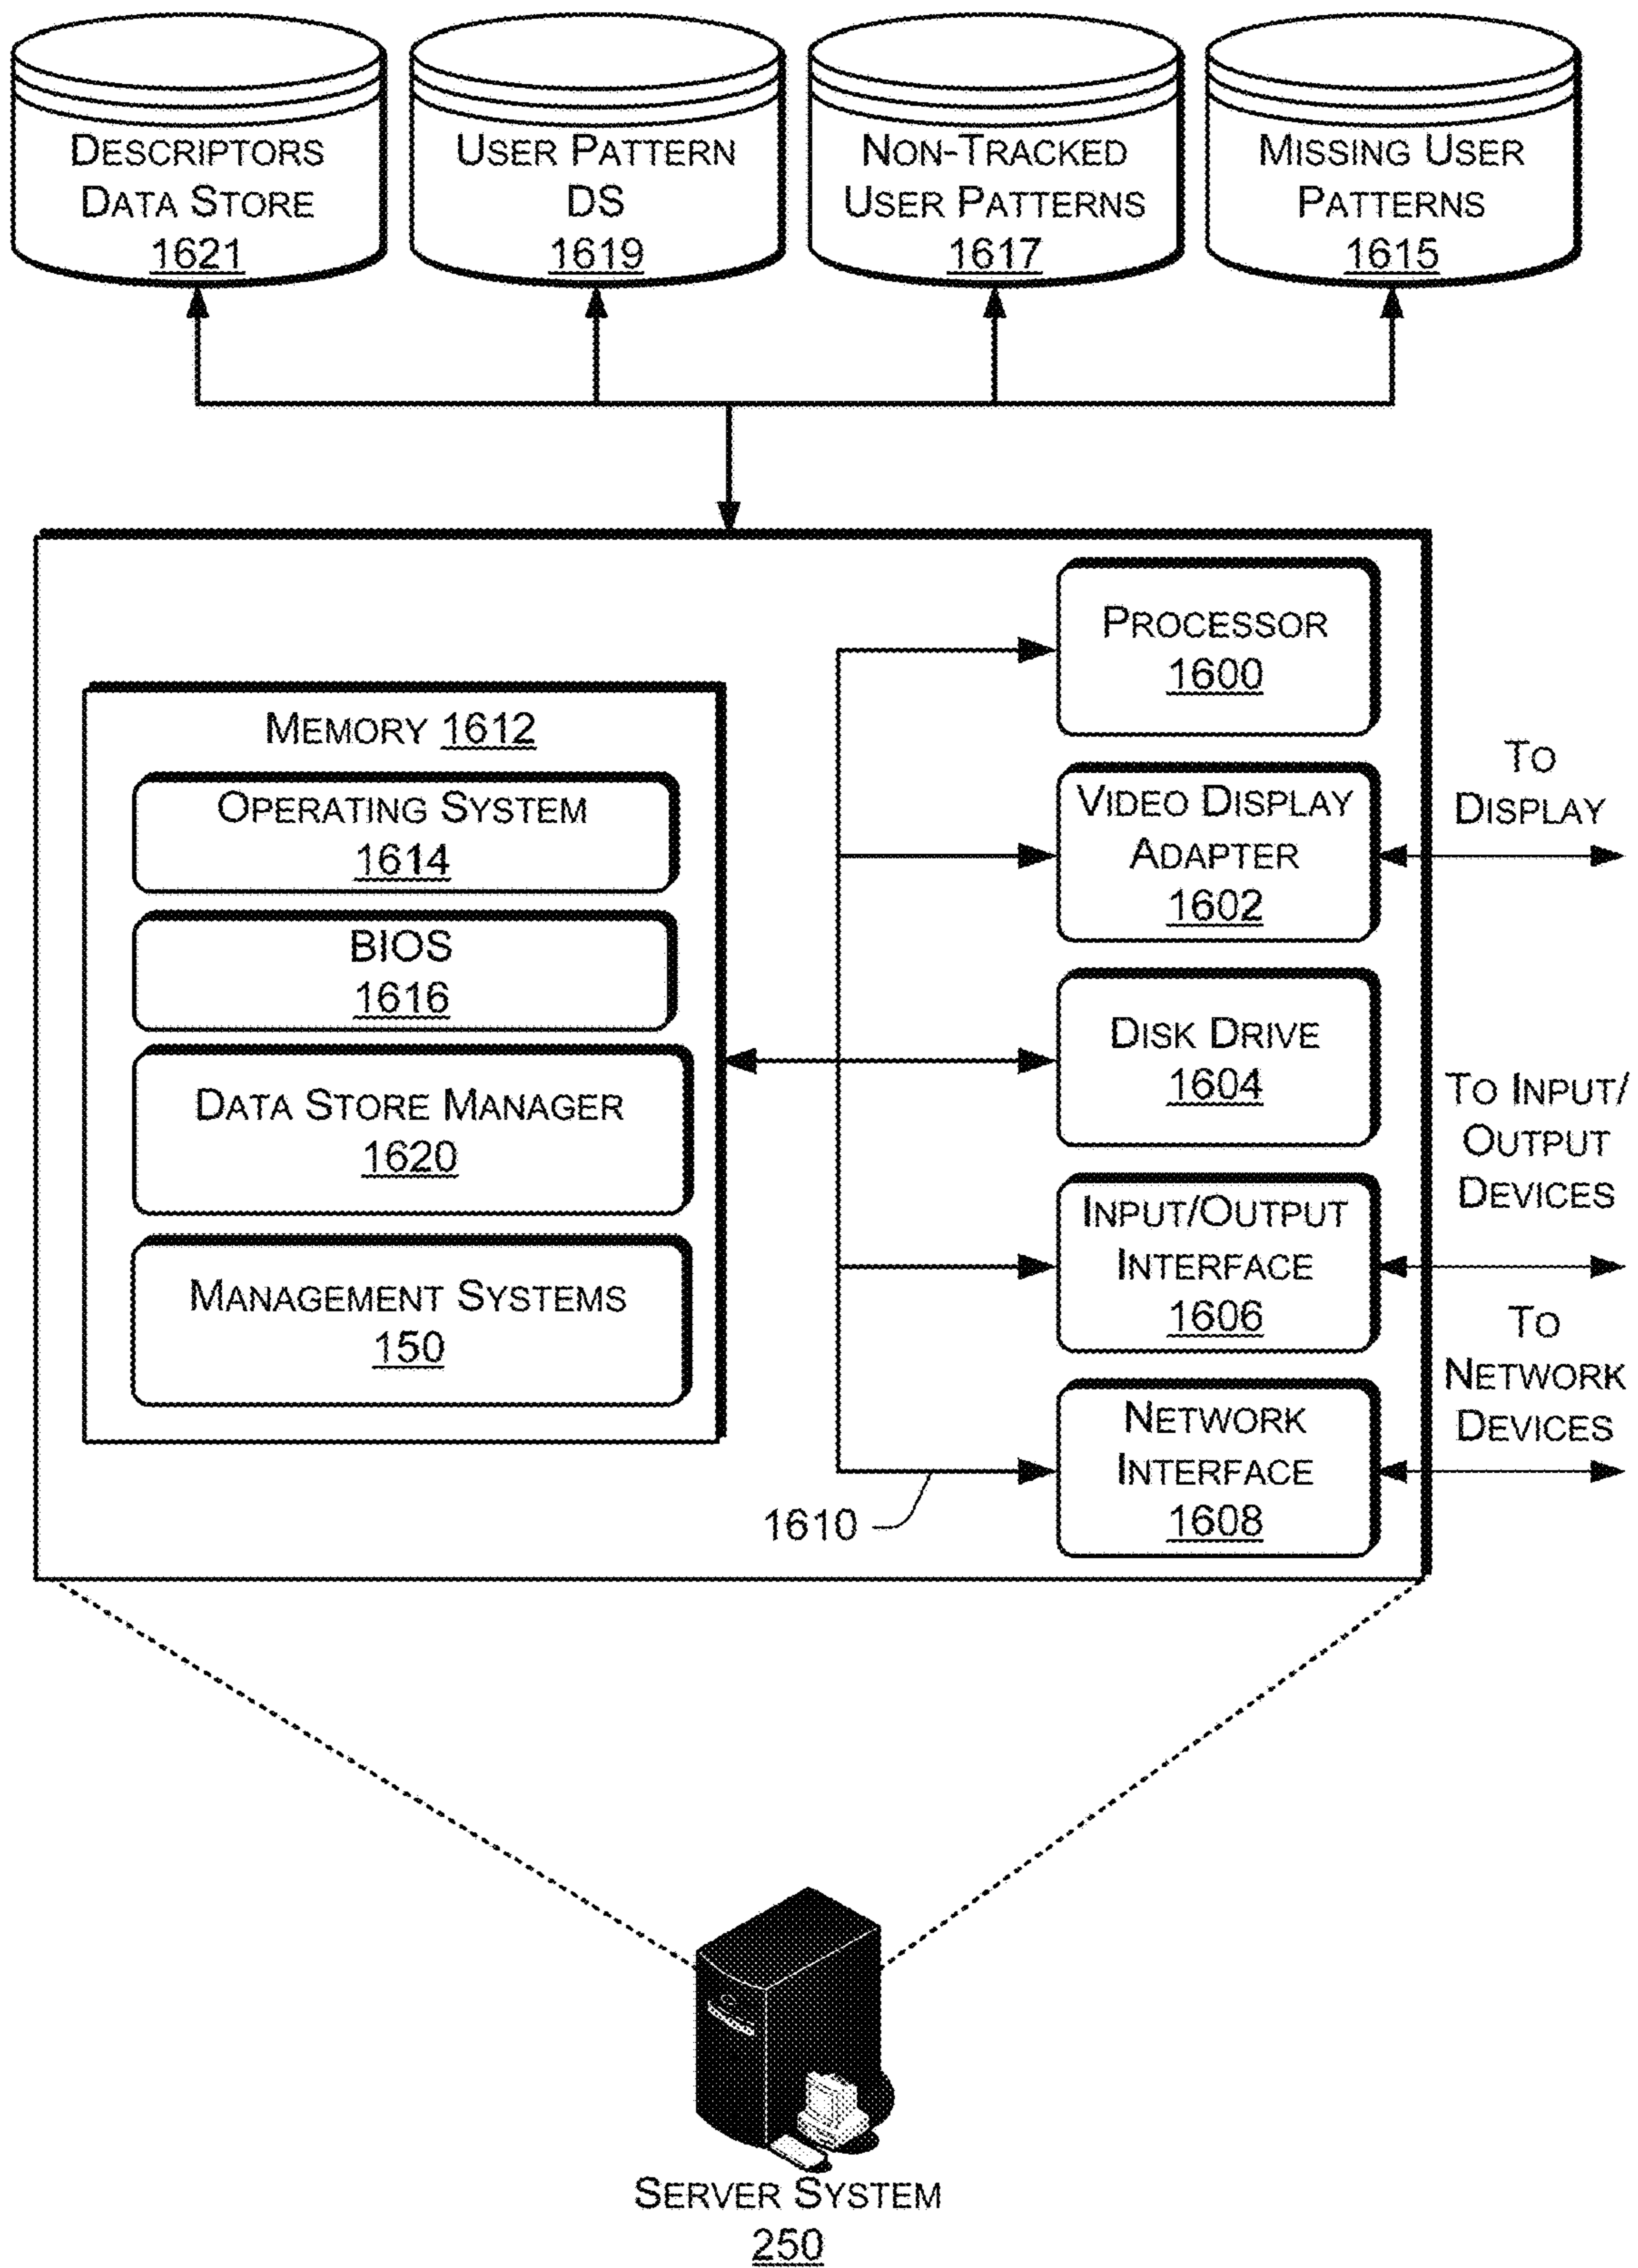 DESCRIPTORS
DATA STORE
1621
USER PATTERN
DS
1619
NON-TRACKED
USER PATTERNS
1617
MISSING USER
PATTERNS
1615
MEMORY 1612
OPERATING SYSTEM
1614
BIOS
1616
DATA STORE MANAGER
1620
MANAGEMENT SYSTEMS
150
PROCESSOR
1600
VIDEO DISPLAY
ADAPTER
1602
DISK DRIVE
1604
INPUT/OUTPUT
INTERFACE
1606
NETWORK
INTERFACE
1608
1610
TO
DISPLAY
TO INPUT/
OUTPUT
DEVICES
TO
NETWORK
DEVICES
SERVER SYSTEM
250